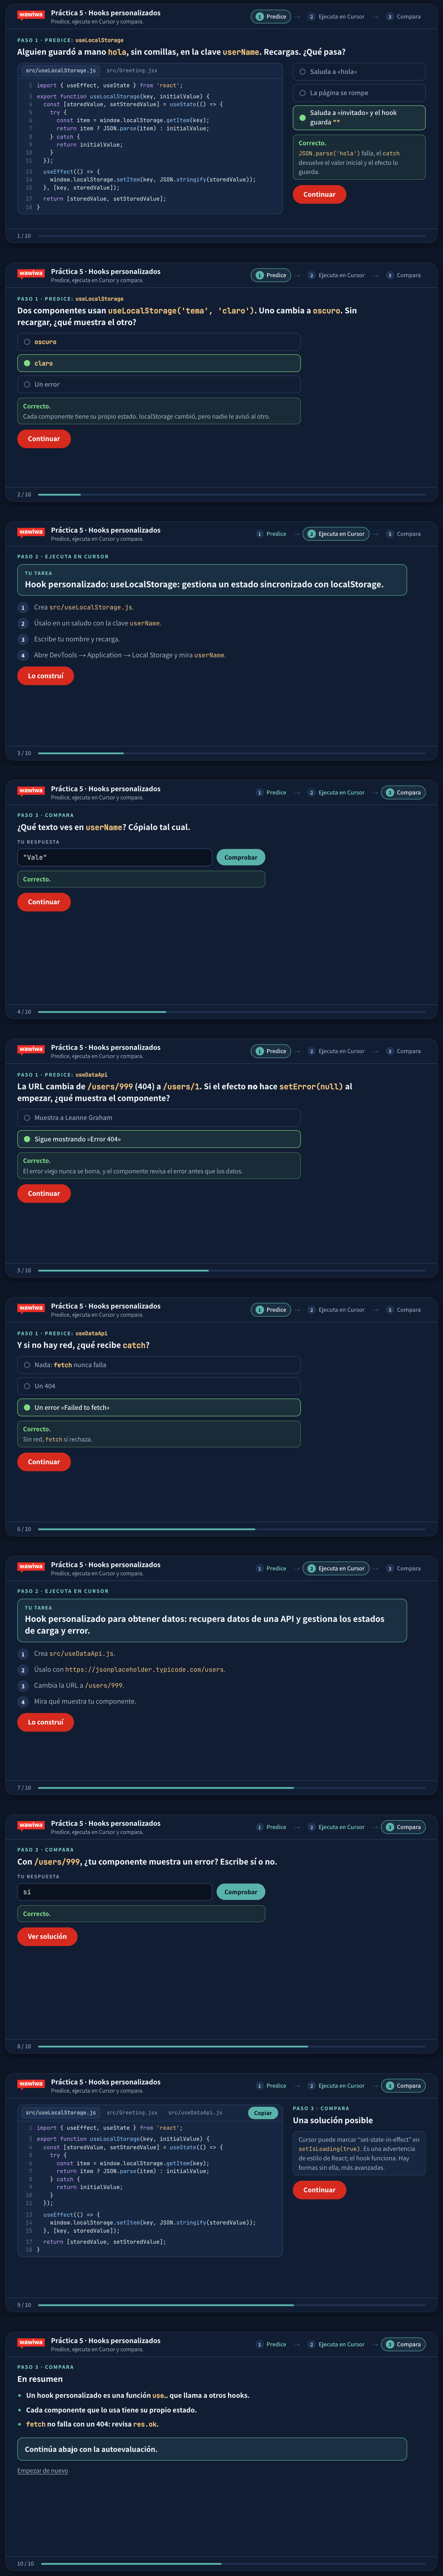 wawiwa
Práctica 5 · Hooks personalizados
Predice, ejecuta en Cursor y compara.
1 Predice → 2 Ejecuta en Cursor → 3 Compara
PASO 1 · PREDICE: useLocalStorage
Alguien guardó a mano hola, sin comillas, en la clave userName. Recargas. ¿Qué pasa?
src/useLocalStorage.js src/Greeting.jsx
1 import { useEffect, useState } from 'react';
3 export function useLocalStorage(key, initialValue) {
4 const [storedValue, setStoredValue] = useState(() => {
5 try {
6 const item = window.localStorage.getItem(key);
7 return item ? JSON.parse(item) : initialValue;
8 } catch {
9 return initialValue;
10 }
11 });
13 useEffect(() => {
14 window.localStorage.setItem(key, JSON.stringify(storedValue));
15 }, [key, storedValue]);
17 return [storedValue, setStoredValue];
18 }
Saluda a «hola»
La página se rompe
Saluda a «invitado» y el hook
guarda ""
Correcto.
JSON.parse('hola') falla, el catch
devuelve el valor inicial y el efecto lo
guarda.
Continuar
1 / 10
wawiwa
Práctica 5 · Hooks personalizados
Predice, ejecuta en Cursor y compara.
1 Predice → 2 Ejecuta en Cursor → 3 Compara
PASO 1 · PREDICE: useLocalStorage
Dos componentes usan useLocalStorage('tema', 'claro'). Uno cambia a oscuro. Sin
recargar, ¿qué muestra el otro?
oscuro
claro
Un error
Correcto.
Cada componente tiene su propio estado. localStorage cambió, pero nadie le avisó al otro.
Continuar
2 / 10
wawiwa
Práctica 5 · Hooks personalizados
Predice, ejecuta en Cursor y compara.
1 Predice → 2 Ejecuta en Cursor → 3 Compara
PASO 2 · EJECUTA EN CURSOR
TU TAREA
Hook personalizado: useLocalStorage: gestiona un estado sincronizado con localStorage.
1 Crea src/useLocalStorage.js.
2 Úsalo en un saludo con la clave userName.
3 Escribe tu nombre y recarga.
4 Abre DevTools → Application → Local Storage y mira userName.
Lo construí
3 / 10
wawiwa
Práctica 5 · Hooks personalizados
Predice, ejecuta en Cursor y compara.
1 Predice → 2 Ejecuta en Cursor → 3 Compara
PASO 3 · COMPARA
¿Qué texto ves en userName? Cópialo tal cual.
TU RESPUESTA
"Vale"
Comprobar
Correcto.
Continuar
4 / 10
wawiwa
Práctica 5 · Hooks personalizados
Predice, ejecuta en Cursor y compara.
1 Predice → 2 Ejecuta en Cursor → 3 Compara
PASO 1 · PREDICE: useDataApi
La URL cambia de /users/999 (404) a /users/1. Si el efecto no hace setError(null) al
empezar, ¿qué muestra el componente?
Muestra a Leanne Graham
Sigue mostrando «Error 404»
Correcto.
El error viejo nunca se borra, y el componente revisa el error antes que los datos.
Continuar
5 / 10
wawiwa
Práctica 5 · Hooks personalizados
Predice, ejecuta en Cursor y compara.
1 Predice → 2 Ejecuta en Cursor → 3 Compara
PASO 1 · PREDICE: useDataApi
Y si no hay red, ¿qué recibe catch?
Nada: fetch nunca falla
Un 404
Un error «Failed to fetch»
Correcto.
Sin red, fetch sí rechaza.
Continuar
6 / 10
wawiwa
Práctica 5 · Hooks personalizados
Predice, ejecuta en Cursor y compara.
1 Predice → 2 Ejecuta en Cursor → 3 Compara
PASO 2 · EJECUTA EN CURSOR
TU TAREA
Hook personalizado para obtener datos: recupera datos de una API y gestiona los estados
de carga y error.
1 Crea src/useDataApi.js.
2 Úsalo con https://jsonplaceholder.typicode.com/users.
3 Cambia la URL a /users/999.
4 Mira qué muestra tu componente.
Lo construí
7 / 10
wawiwa
Práctica 5 · Hooks personalizados
Predice, ejecuta en Cursor y compara.
1 Predice → 2 Ejecuta en Cursor → 3 Compara
PASO 3 · COMPARA
Con /users/999, ¿tu componente muestra un error? Escribe sí o no.
TU RESPUESTA
sí
Comprobar
Correcto.
Ver solución
8 / 10
wawiwa
Práctica 5 · Hooks personalizados
Predice, ejecuta en Cursor y compara.
1 Predice → 2 Ejecuta en Cursor → 3 Compara
src/useLocalStorage.js src/Greeting.jsx src/useDataApi.js Copiar
1 import { useEffect, useState } from 'react';
3 export function useLocalStorage(key, initialValue) {
4 const [storedValue, setStoredValue] = useState(() => {
5 try {
6 const item = window.localStorage.getItem(key);
7 return item ? JSON.parse(item) : initialValue;
8 } catch {
9 return initialValue;
10 }
11 });
13 useEffect(() => {
14 window.localStorage.setItem(key, JSON.stringify(storedValue));
15 }, [key, storedValue]);
17 return [storedValue, setStoredValue];
18 }
PASO 3 · COMPARA
Una solución posible
Cursor puede marcar "set-state-in-effect" en
setIsLoading(true). Es una advertencia
de estilo de React; el hook funciona. Hay
formas sin ella, más avanzadas.
Continuar
9 / 10
wawiwa
Práctica 5 · Hooks personalizados
Predice, ejecuta en Cursor y compara.
1 Predice → 2 Ejecuta en Cursor → 3 Compara
PASO 3 · COMPARA
En resumen
• Un hook personalizado es una función use… que llama a otros hooks.
• Cada componente que lo usa tiene su propio estado.
• fetch no falla con un 404: revisa res.ok.
Continúa abajo con la autoevaluación.
Empezar de nuevo
10 / 10